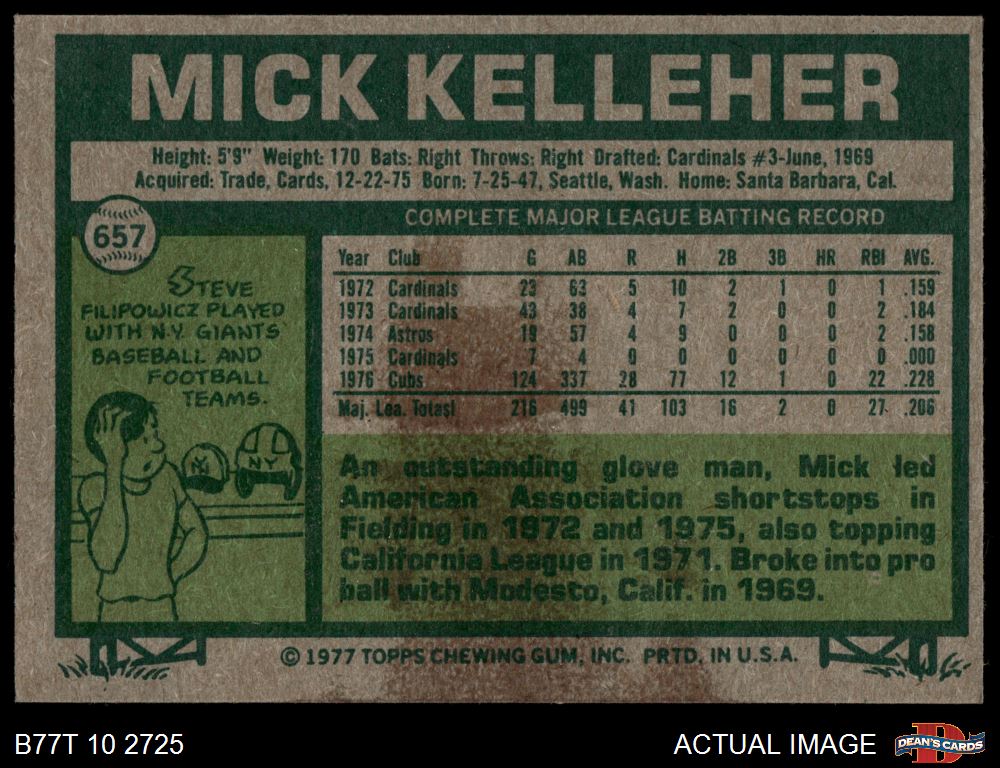 MICK KELLEHER
Height: 5'9" Weight: 170 Bats: Right Throws: Right Drafted: Cardinals #3-June, 1969
Acquired: Trade, Cards, 12-22-75 Born: 7-25-47, Seattle, Wash. Home: Santa Barbara, Cal.
657
COMPLETE MAJOR LEAGUE BATTING RECORD
STEVE
FILIPOWICZ PLAYED
WITH N.Y. GIANTS
BASEBALL AND
FOOTBALL
TEAMS.
NY
NY
Year Club G AB R H 2B 3B HR RBI AVG.
1972 Cardinals 23 63 5 10 2 1 0 1 .159
1973 Cardinals 43 38 4 7 2 0 0 2 .184
1974 Astros 19 57 4 9 0 0 0 2 .158
1975 Cardinals 7 4 0 0 0 0 0 0 .000
1976 Cubs 124 337 28 77 12 1 0 22 .228
Maj. Lea. Totals 216 499 41 103 16 2 0 27 .206
An outstanding glove man, Mick led
American Association shortstops in
Fielding in 1972 and 1975, also topping
California League in 1971. Broke into pro
ball with Modesto, Calif. in 1969.
© 1977 TOPPS CHEWING GUM, INC. PRTD. IN U.S.A.
B77T 10 2725
ACTUAL IMAGE
D
DEAN'S CARDS